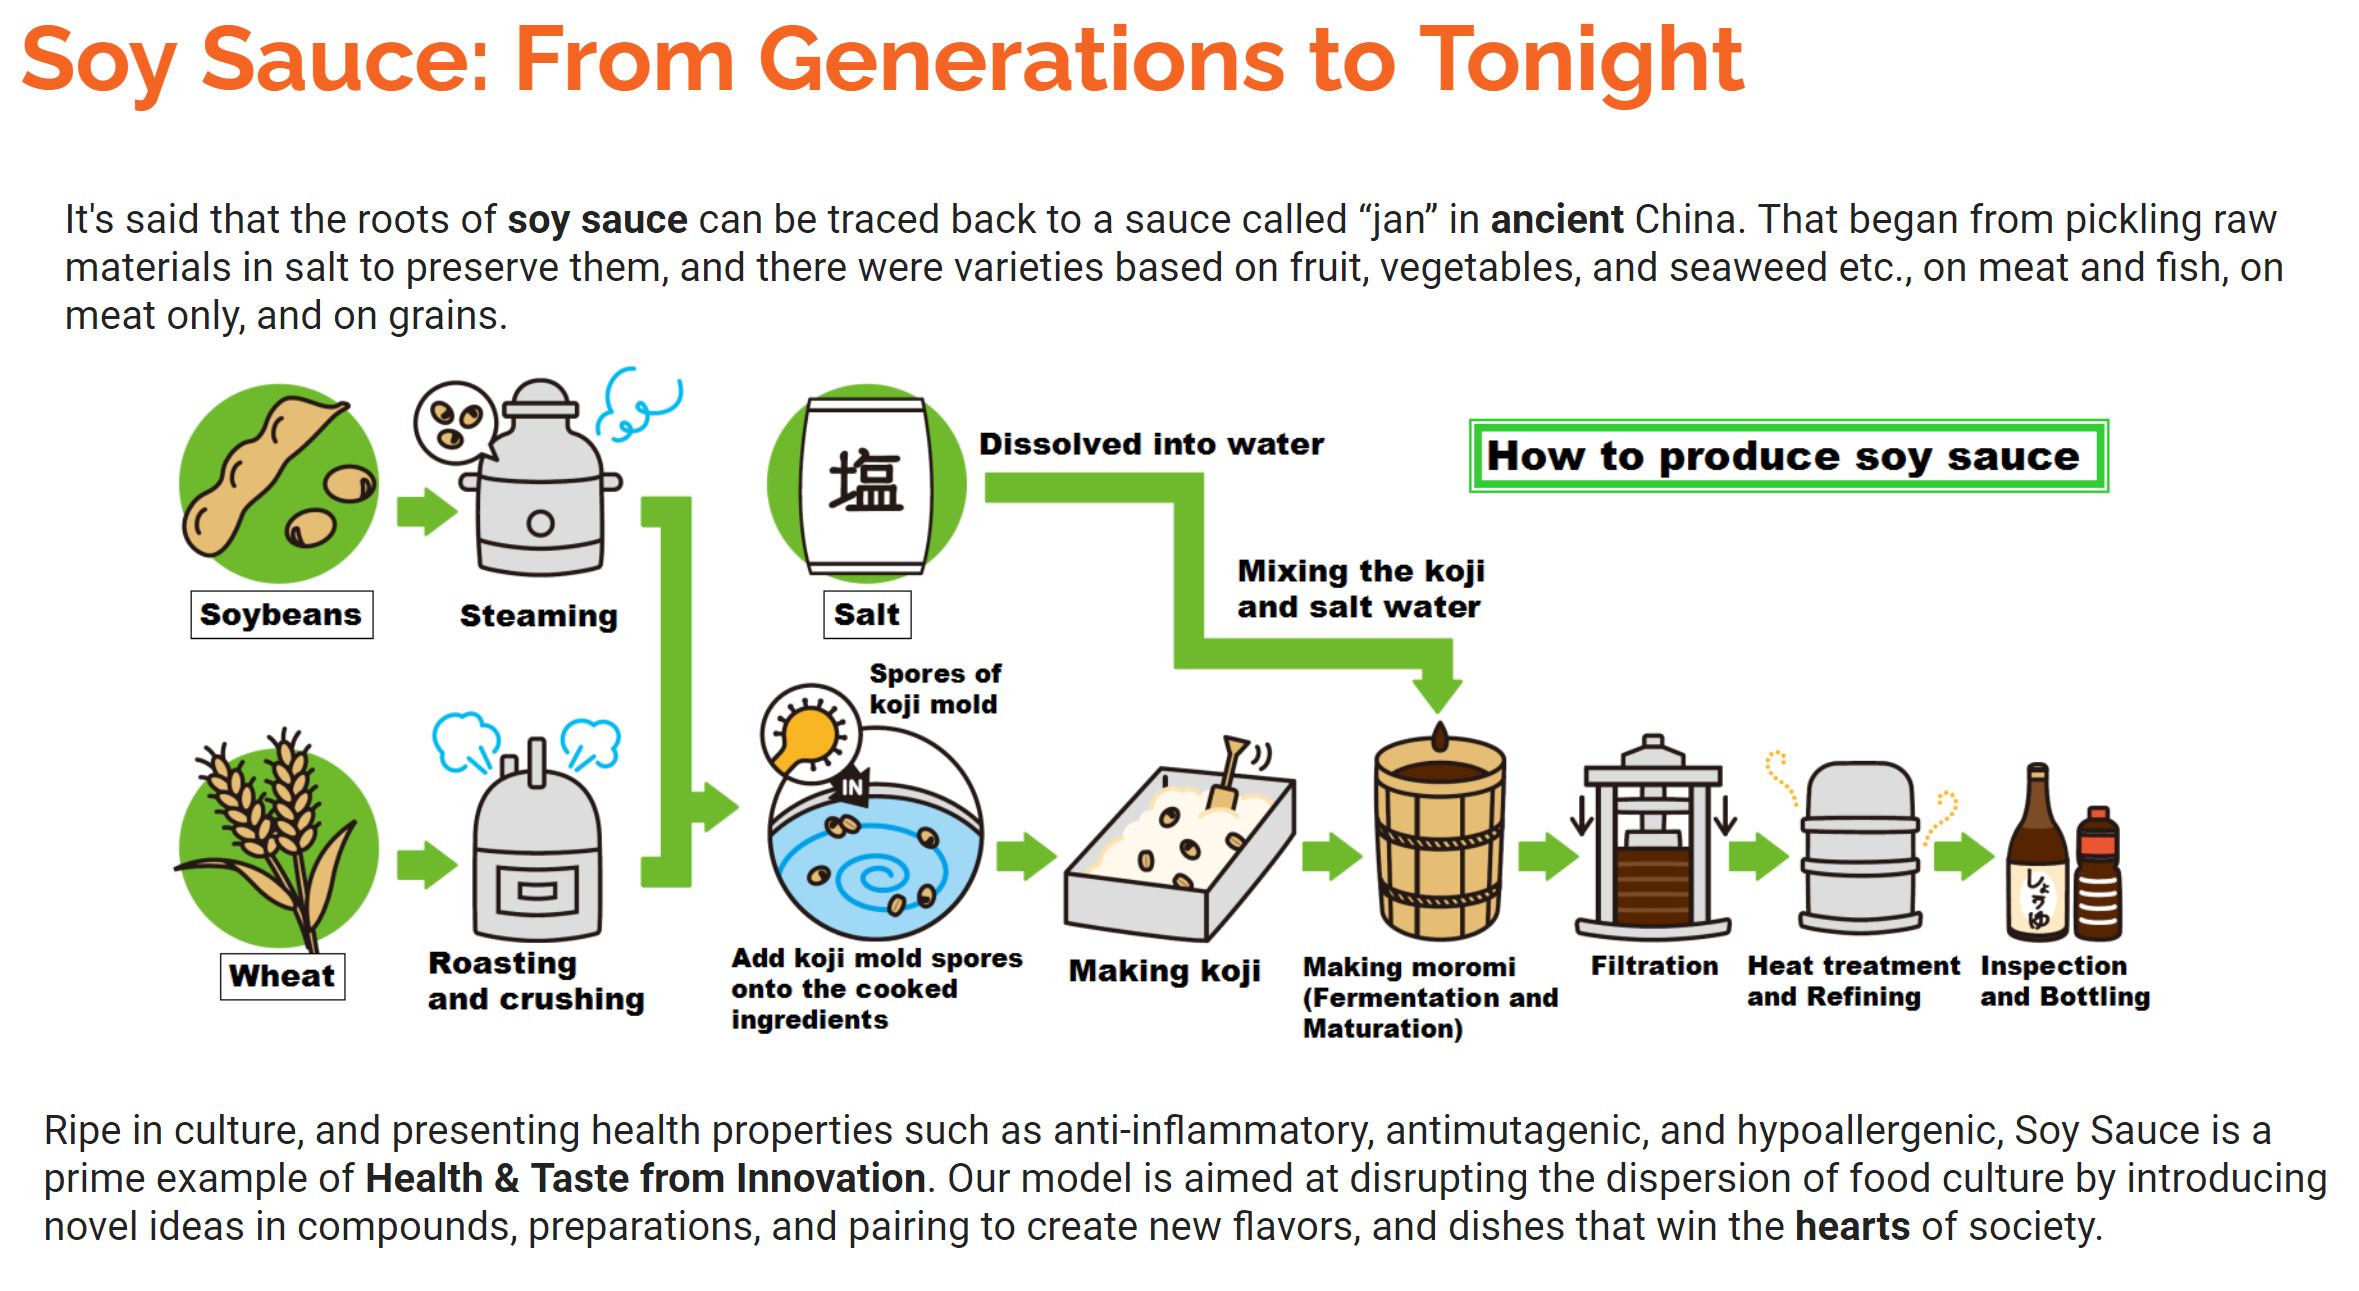 Soy Sauce: From Generations to Tonight
It's said that the roots of soy sauce can be traced back to a sauce called “jan” in ancient China. That began from pickling raw
materials in salt to preserve them, and there were varieties based on fruit, vegetables, and seaweed etc., on meat and fish, on
meat only, and on grains.
塩
Dissolved into water
How to produce soy sauce
Mixing the koji
and salt water
Soybeans
Steaming
Salt
Spores of
koji mold
IN
しょうゆ
Wheat
Roasting
and crushing
Add koji mold spores
onto the cooked
ingredients
Making koji
Making moromi
(Fermentation and
Maturation)
Filtration
Heat treatment
and Refining
Inspection
and Bottling
Ripe in culture, and presenting health properties such as anti-inflammatory, antimutagenic, and hypoallergenic, Soy Sauce is a
prime example of Health & Taste from Innovation. Our model is aimed at disrupting the dispersion of food culture by introducing
novel ideas in compounds, preparations, and pairing to create new flavors, and dishes that win the hearts of society.